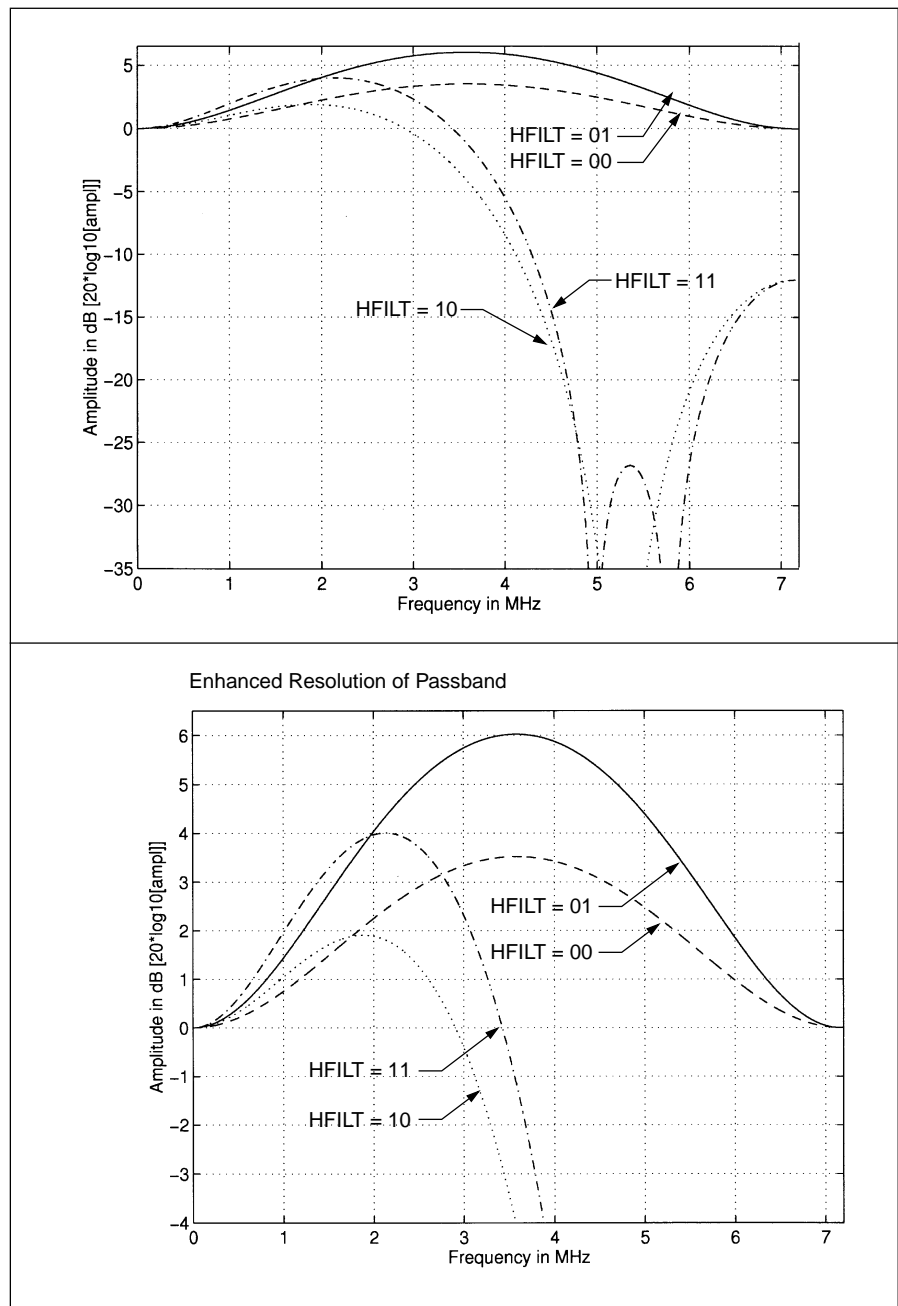 5
0
−5
−10
−15
−20
−25
−30
−35
Amplitude in dB [20*log10[ampl]]
HFILT = 01
HFILT = 00
HFILT = 11
HFILT = 10
0 1 2 3 4 5 6 7
Frequency in MHz
Enhanced Resolution of Passband
6
5
4
3
2
1
0
−1
−2
−3
−4
Amplitude in dB [20*log10[ampl]]
HFILT = 01
HFILT = 00
HFILT = 11
HFILT = 10
0 1 2 3 4 5 6 7
Frequency in MHz